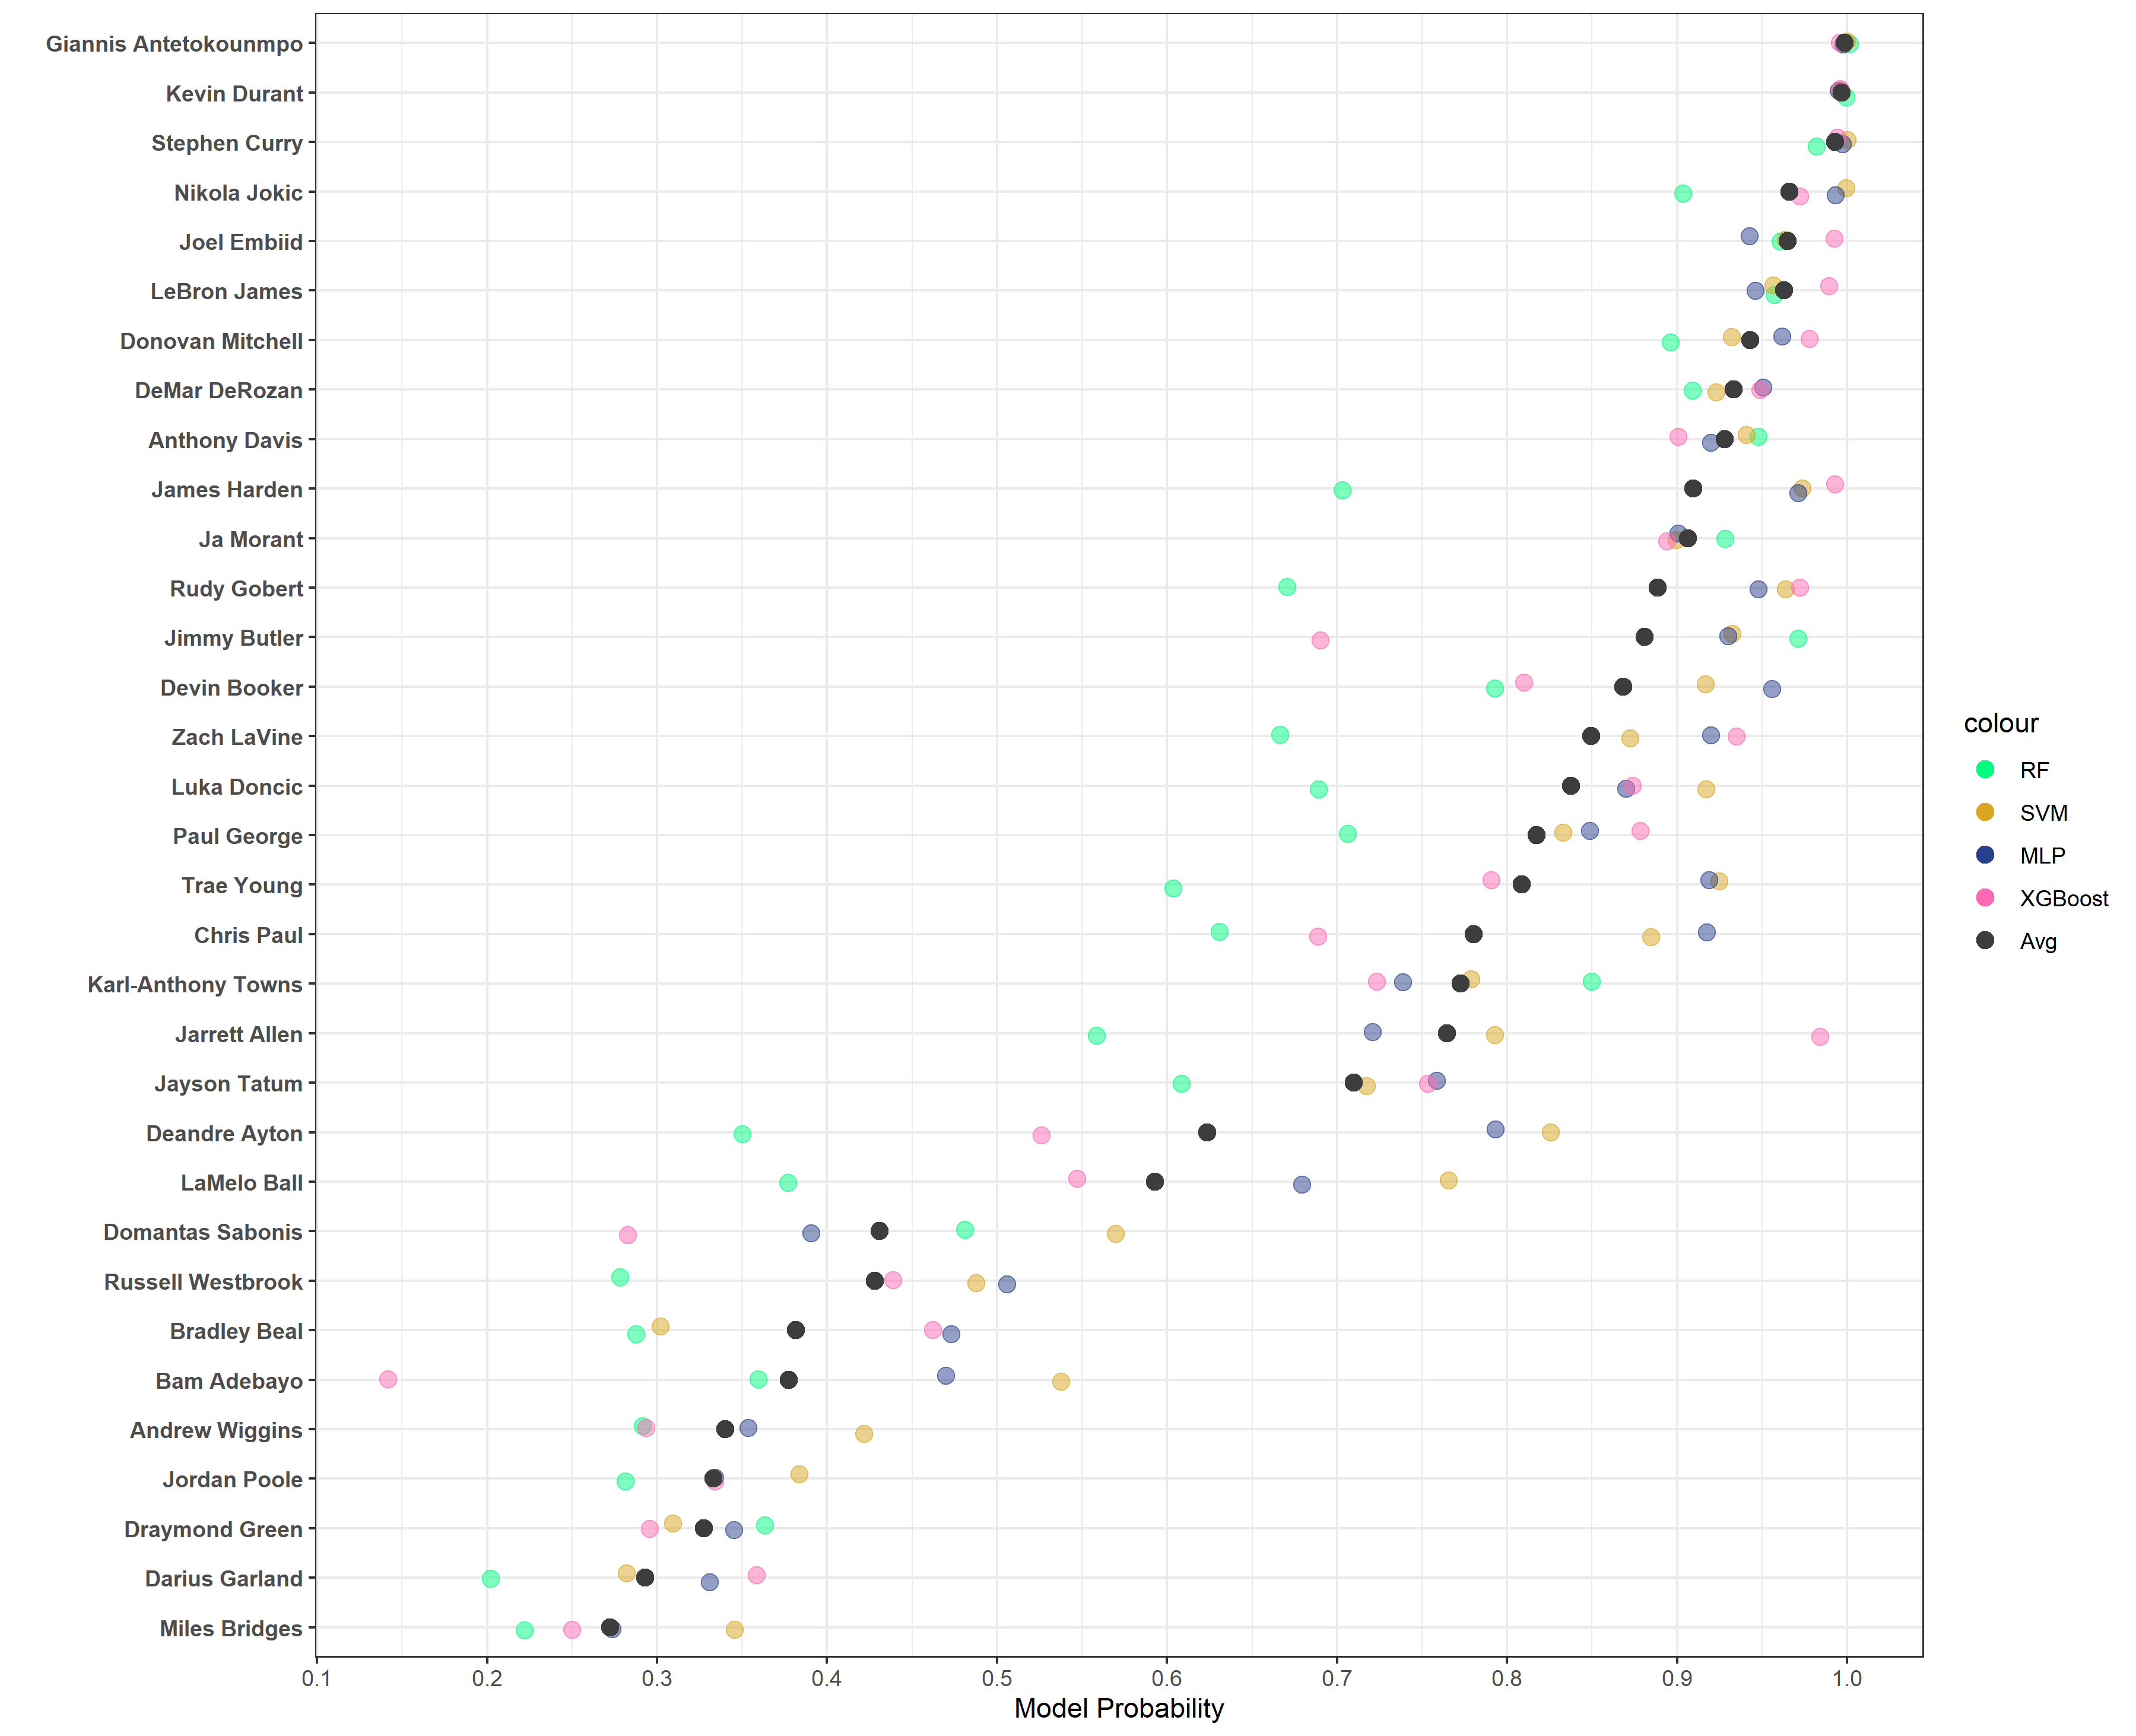 Giannis Antetokounmpo
Kevin Durant
Stephen Curry
Nikola Jokic
Joel Embiid
LeBron James
Donovan Mitchell
DeMar DeRozan
Anthony Davis
James Harden
Ja Morant
Rudy Gobert
Jimmy Butler
Devin Booker
Zach LaVine
Luka Doncic
Paul George
Trae Young
Chris Paul
Karl-Anthony Towns
Jarrett Allen
Jayson Tatum
Deandre Ayton
LaMelo Ball
Domantas Sabonis
Russell Westbrook
Bradley Beal
Bam Adebayo
Andrew Wiggins
Jordan Poole
Draymond Green
Darius Garland
Miles Bridges
0.1 0.2 0.3 0.4 0.5 0.6 0.7 0.8 0.9 1.0
Model Probability
colour
RF
SVM
MLP
XGBoost
Avg